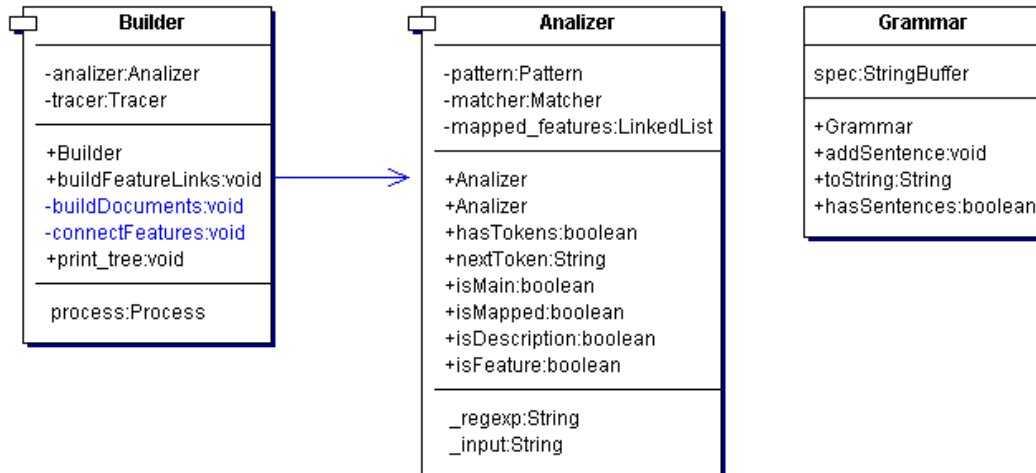 Builder
-analizer:Analizer
-tracer:Tracer
+Builder
+buildFeatureLinks:void
-buildDocuments:void
-connectFeatures:void
+print_tree:void
process:Process
Analizer
-pattern:Pattern
-matcher:Matcher
-mapped_features:LinkedList
+Analizer
+Analizer
+hasTokens:boolean
+nextToken:String
+isMain:boolean
+isMapped:boolean
+isDescription:boolean
+isFeature:boolean
_regexp:String
_input:String
Grammar
spec:StringBuffer
+Grammar
+addSentence:void
+toString:String
+hasSentences:boolean